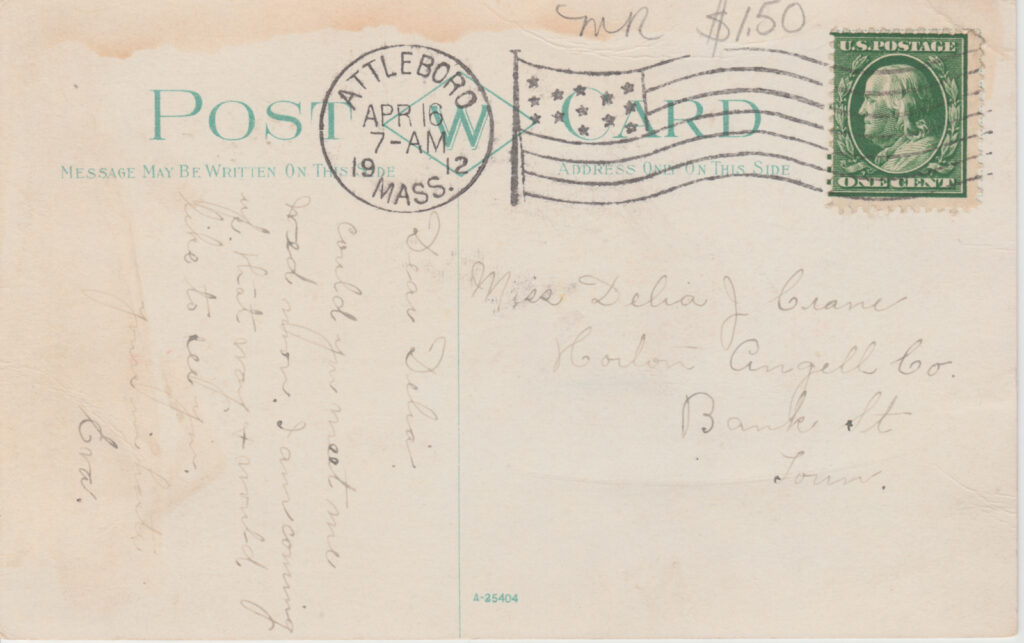 MR $1.50
POST CARD
W
MESSAGE MAY BE WRITTEN ON THIS SIDE
ADDRESS ONLY ON THIS SIDE
ATTLEBORO
APR 16
7-AM
19 12
MASS.
U.S. POSTAGE
ONE CENT
Dear Delia
could you meet me
wed noon. I am coming
up that way & would
like to see you.
Eva.
Miss Delia J Crane
Horton Angell Co.
Bank St
Town.
A-25404